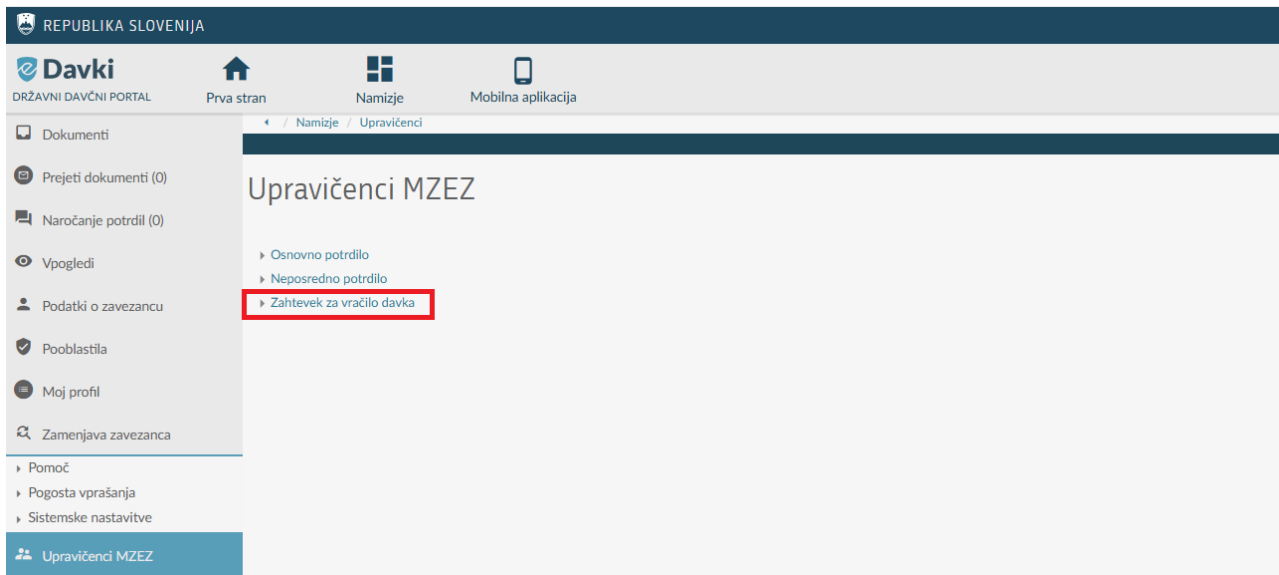 REPUBLIKA SLOVENIJA
Davki
DRŽAVNI DAVČNI PORTAL
Prva stran
Namizje
Mobilna aplikacija
/ Namizje / Upravičenci
Dokumenti
Prejeti dokumenti (0)
Naročanje potrdil (0)
Vpogledi
Podatki o zavezancu
Pooblastila
Moj profil
Zamenjava zavezanca
Pomoč
Pogosta vprašanja
Sistemske nastavitve
Upravičenci MZEZ
Upravičenci MZEZ
Osnovno potrdilo
Neposredno potrdilo
Zahtevek za vračilo davka